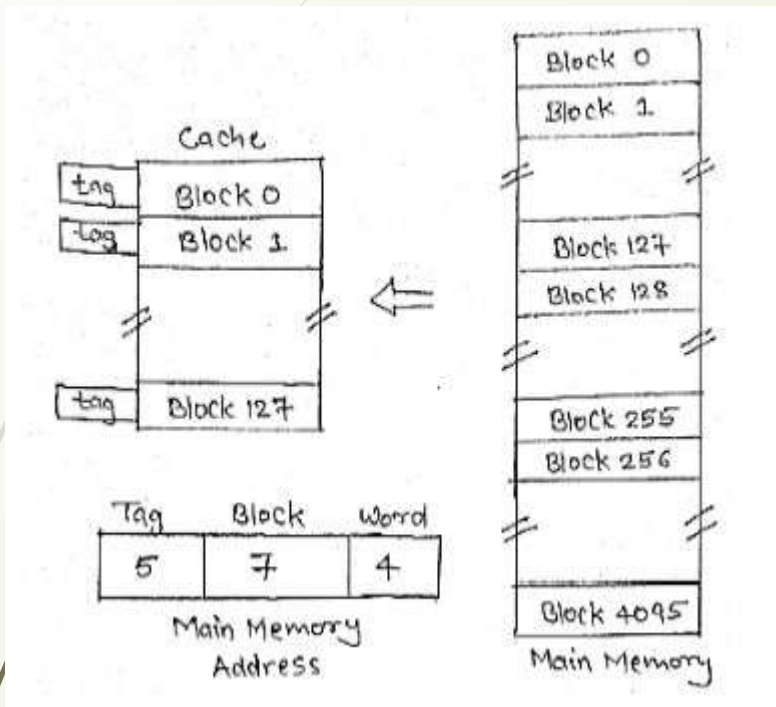 Cache
tag Block 0
tag Block 1
tag Block 127
Tag Block Word
5 7 4
Main Memory
Address
Block 0
Block 1
Block 127
Block 128
Block 255
Block 256
Block 4095
Main Memory